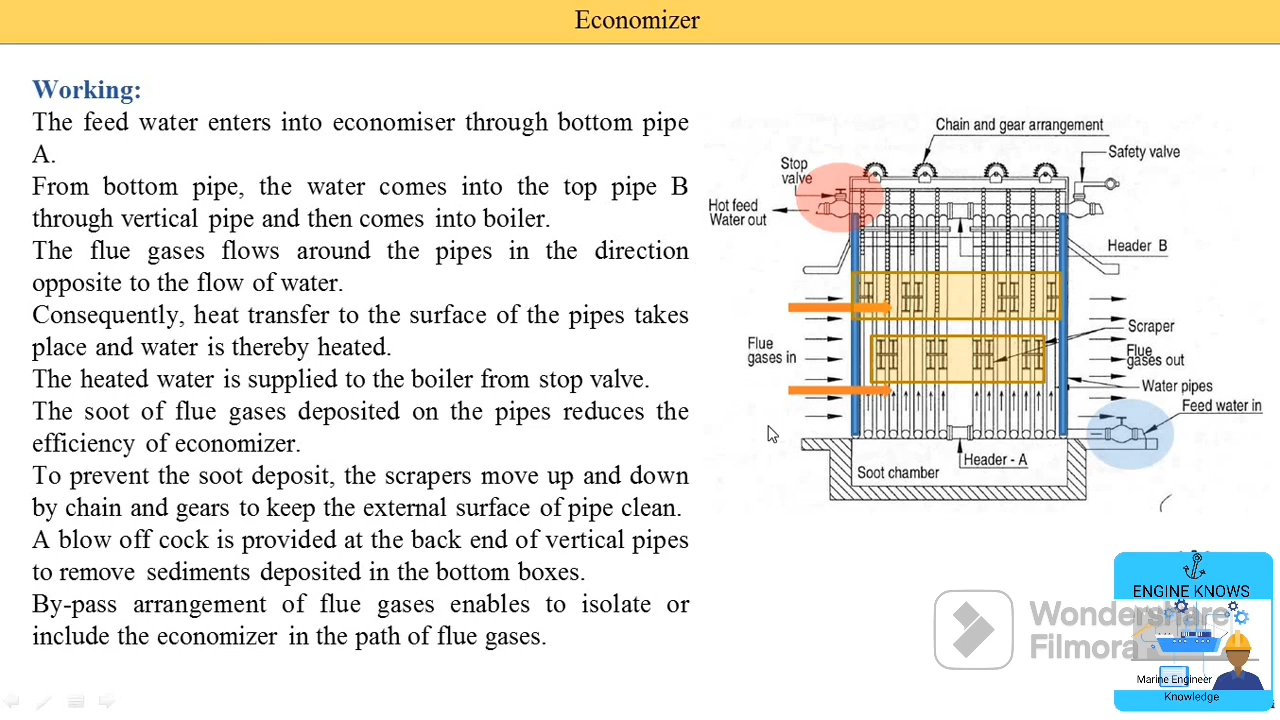 Economizer
Working:
The feed water enters into economiser through bottom pipe
A.
From bottom pipe, the water comes into the top pipe B
through vertical pipe and then comes into boiler.
The flue gases flows around the pipes in the direction
opposite to the flow of water.
Consequently, heat transfer to the surface of the pipes takes
place and water is thereby heated.
The heated water is supplied to the boiler from stop valve.
The soot of flue gases deposited on the pipes reduces the
efficiency of economizer.
To prevent the soot deposit, the scrapers move up and down
by chain and gears to keep the external surface of pipe clean.
A blow off cock is provided at the back end of vertical pipes
to remove sediments deposited in the bottom boxes.
By-pass arrangement of flue gases enables to isolate or
include the economizer in the path of flue gases.
Chain and gear arrangement
Safety valve
Stop
valve
Hot feed
Water out
Header B
Scraper
Flue
gases in
Flue
gases out
Water pipes
Feed water in
Header - A
Soot chamber
Wondershare
Filmora
ENGINE KNOWS
Marine Engineer
Knowledge